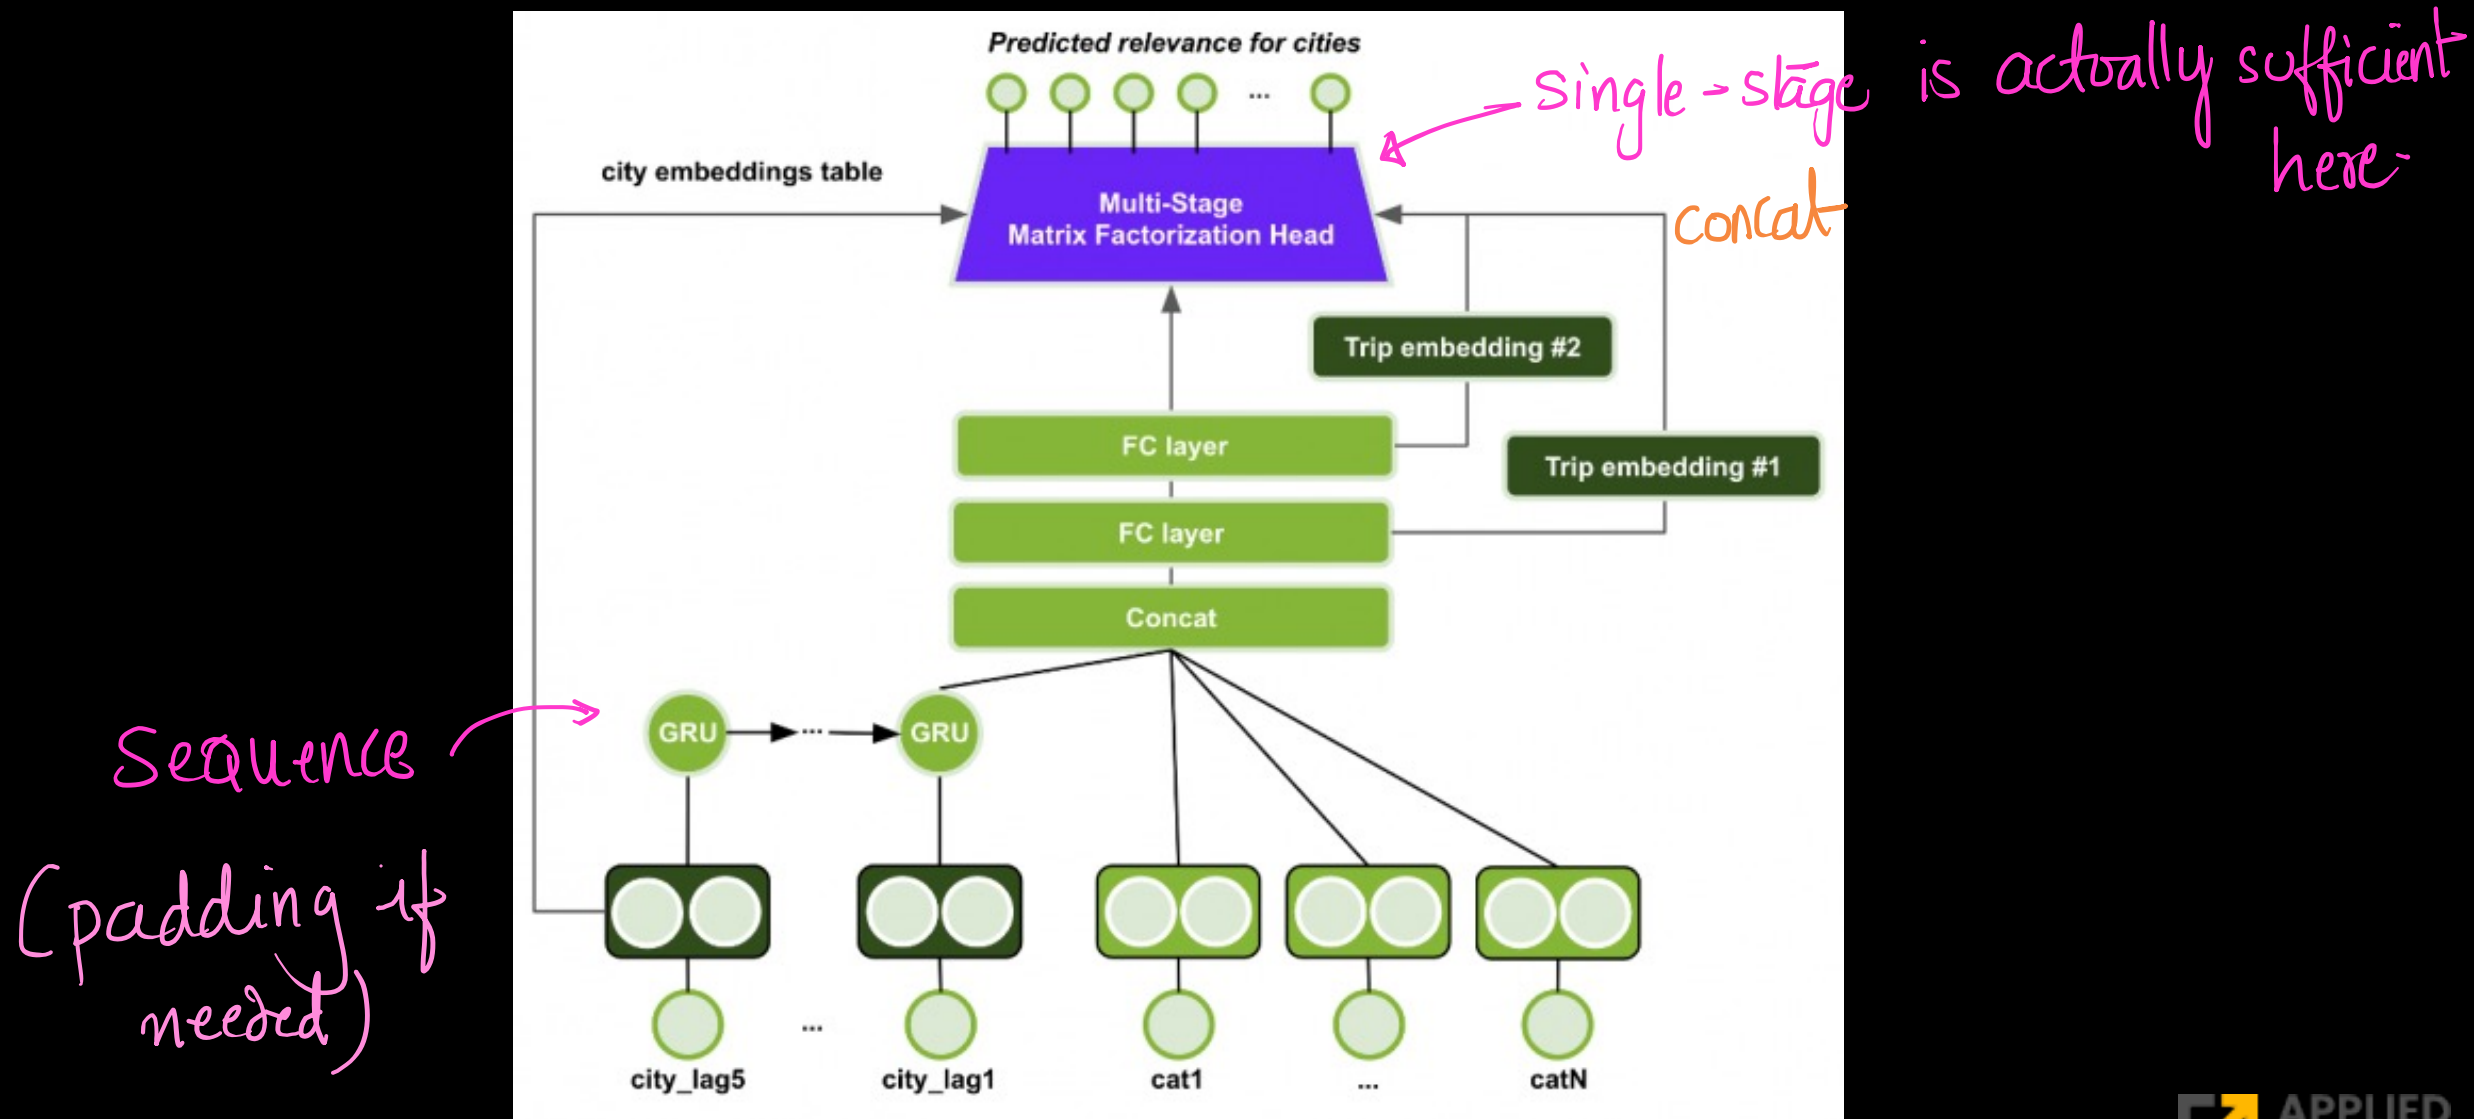 Predicted relevance for cities
...
single-stage is actually sufficient
here-
city embeddings table
Multi-Stage
Matrix Factorization Head
concat
Trip embedding #2
FC layer
Trip embedding #1
FC layer
Concat
Sequence
GRU ... GRU
(padding if
needed)
...
city_lag5 city_lag1 cat1 ... catN
APPLIED